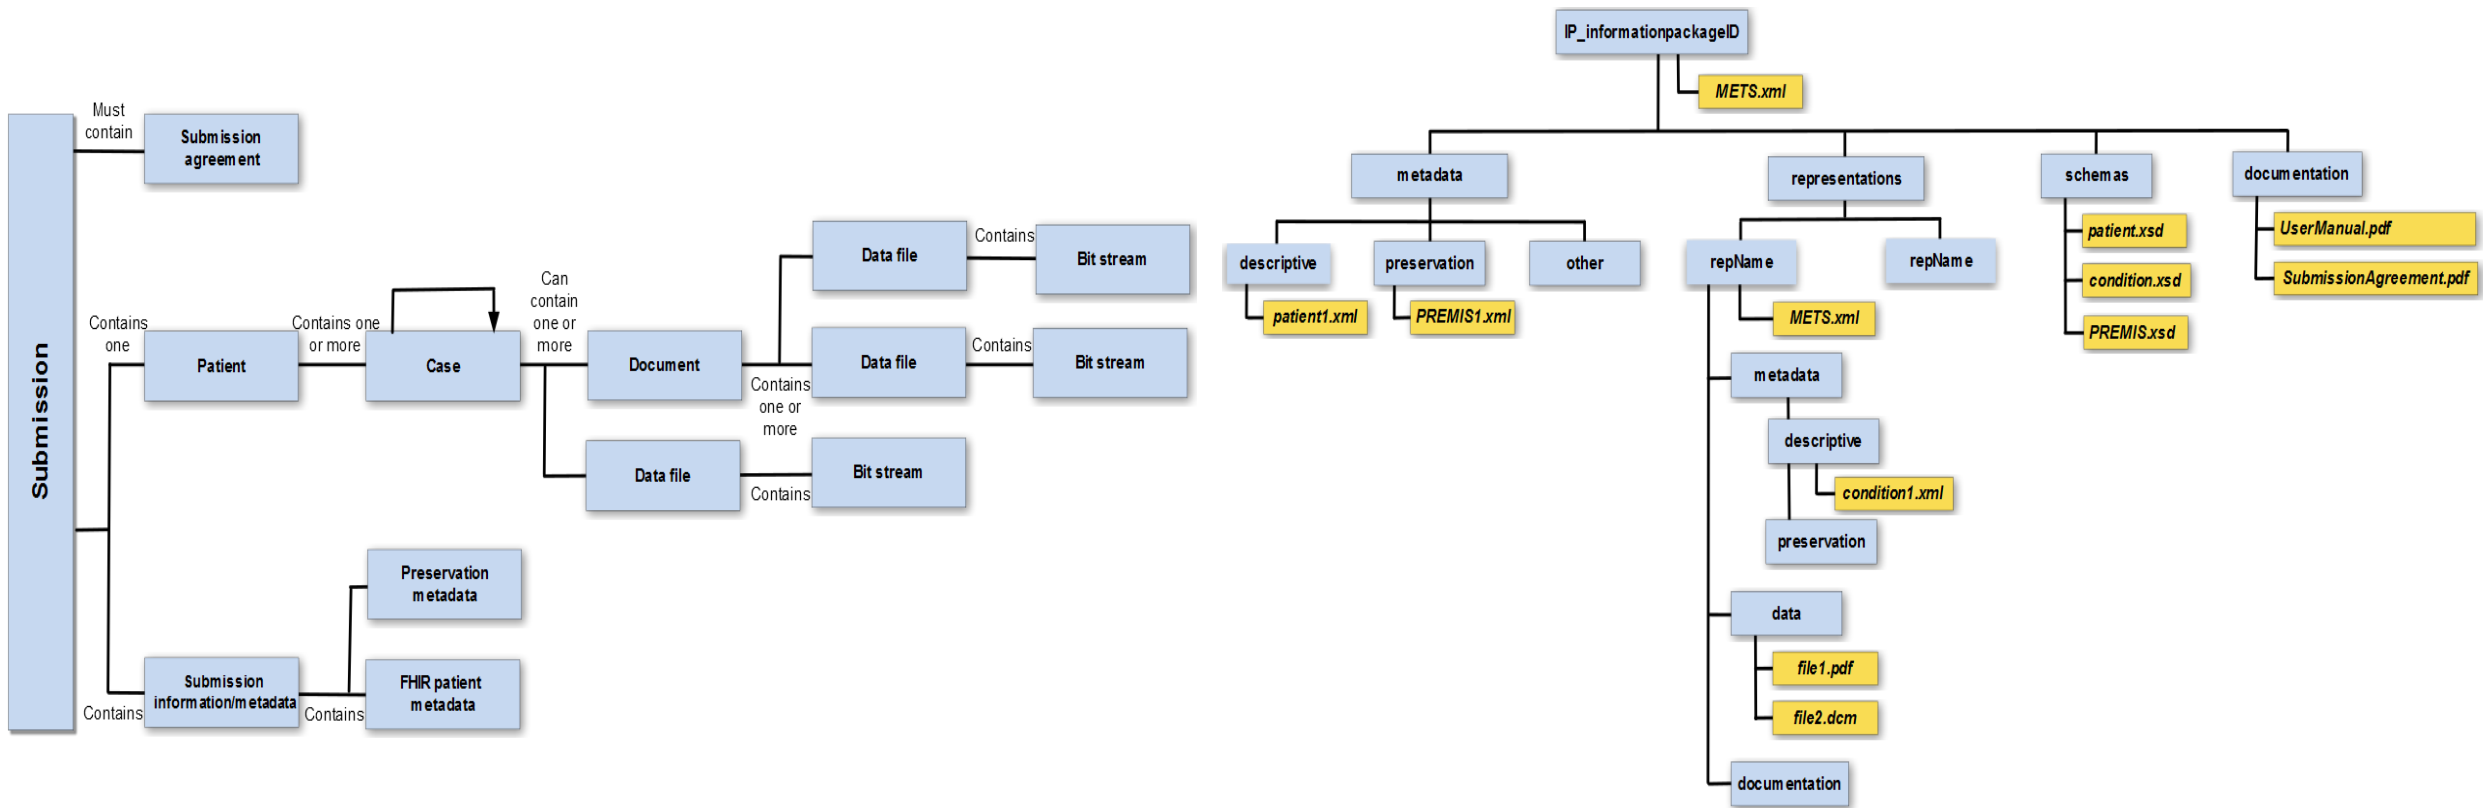 Submission
Must
contain
Submission
agreement
Contains
one
Patient
Contains one
or more
Case
Can
contain
one or
more
Document
Contains
one or
more
Data file
Contains
Bit stream
Data file
Contains
Bit stream
Data file
Contains
Bit stream
Contains
Submission
information/metadata
Contains
Preservation
metadata
FHIR patient
metadata
IP_informationpackageID
METS.xml
metadata
descriptive
patient1.xml
preservation
PREMIS1.xml
other
representations
repName
METS.xml
metadata
descriptive
condition1.xml
preservation
data
file1.pdf
file2.dcm
documentation
repName
schemas
patient.xsd
condition.xsd
PREMIS.xsd
documentation
UserManual.pdf
SubmissionAgreement.pdf